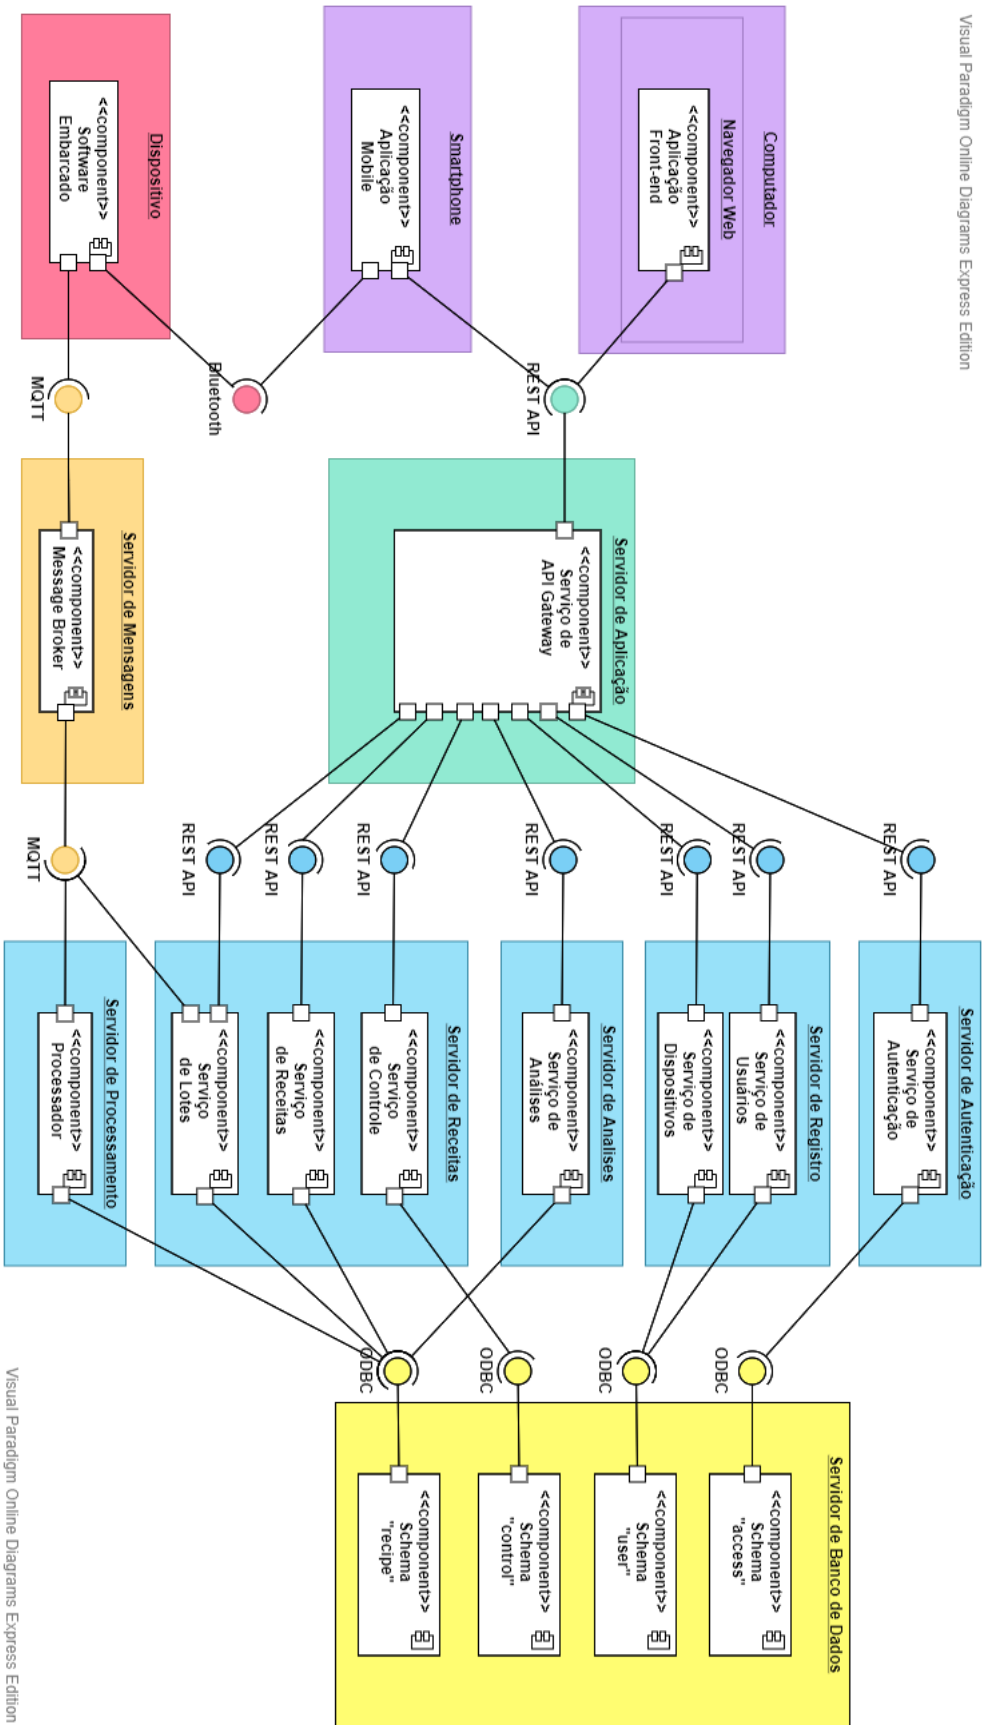 Visual Paradigm Online Diagrams Express Edition
Computador
Navegador Web
<<component>>
Aplicação
Front-end
Smartphone
<<component>>
Aplicação
Mobile
Dispositivo
<<component>>
Software
Embarcado
REST API
Bluetooth
MQTT
Servidor de Aplicação
<<component>>
Serviço de
API Gateway
Servidor de Mensagens
<<component>>
Message Broker
REST API
REST API
REST API
REST API
REST API
REST API
REST API
MQTT
Servidor de Autenticação
<<component>>
Serviço de
Autenticação
Servidor de Registro
<<component>>
Serviço de
Usuários
<<component>>
Serviço de
Dispositivos
Servidor de Analises
<<component>>
Serviço de
Análises
Servidor de Receitas
<<component>>
Serviço
de Controle
<<component>>
Serviço
de Receitas
<<component>>
Serviço
de Lotes
Servidor de Processamento
<<component>>
Processador
ODBC
ODBC
ODBC
ODBC
Servidor de Banco de Dados
<<component>>
Schema
"access"
<<component>>
Schema
"user"
<<component>>
Schema
"control"
<<component>>
Schema
"recipe"
Visual Paradigm Online Diagrams Express Edition